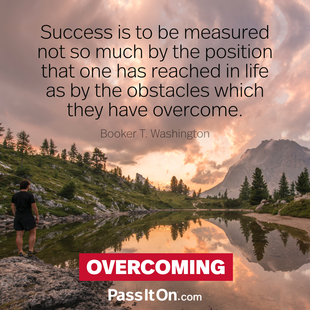 Success is to be measured
not so much by the position
that one has reached in life
as by the obstacles which
they have overcome.
Booker T. Washington
OVERCOMING
PassItOn.com